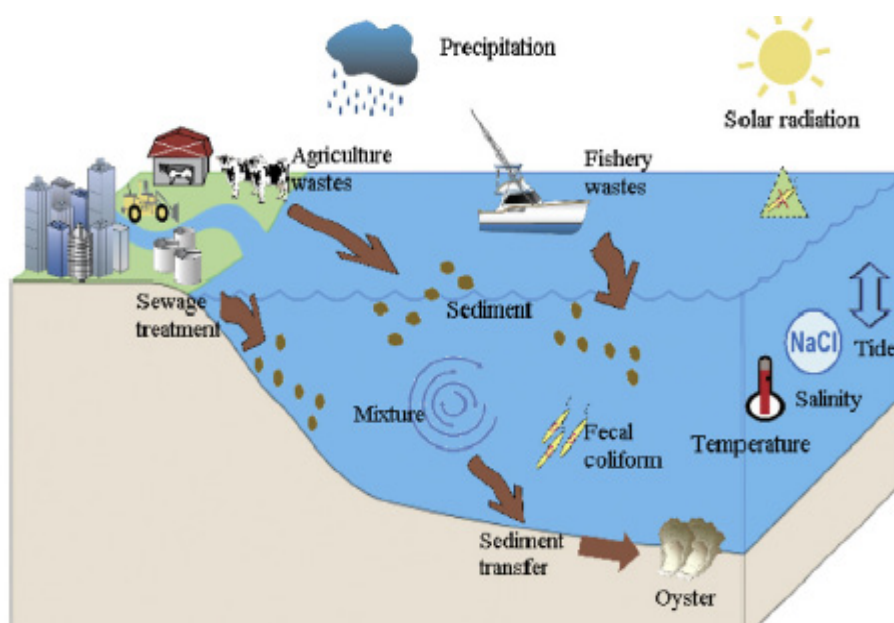 Precipitation
Solar radiation
Agriculture
wastes
Fishery
wastes
Sewage
treatment
Sediment
Tide
NaCl
Salinity
Mixture
Fecal
coliform
Temperature
Sediment
transfer
Oyster